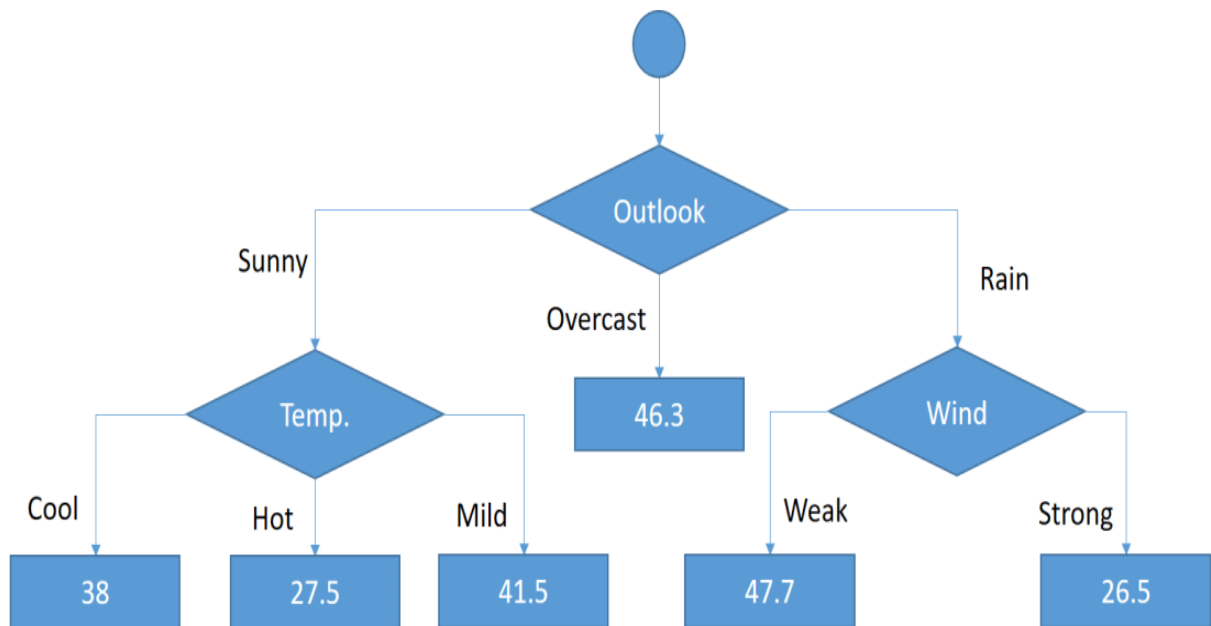 Outlook
Sunny
Rain
Overcast
Temp.
46.3
Wind
Cool
Hot
Mild
Weak
Strong
38
27.5
41.5
47.7
26.5